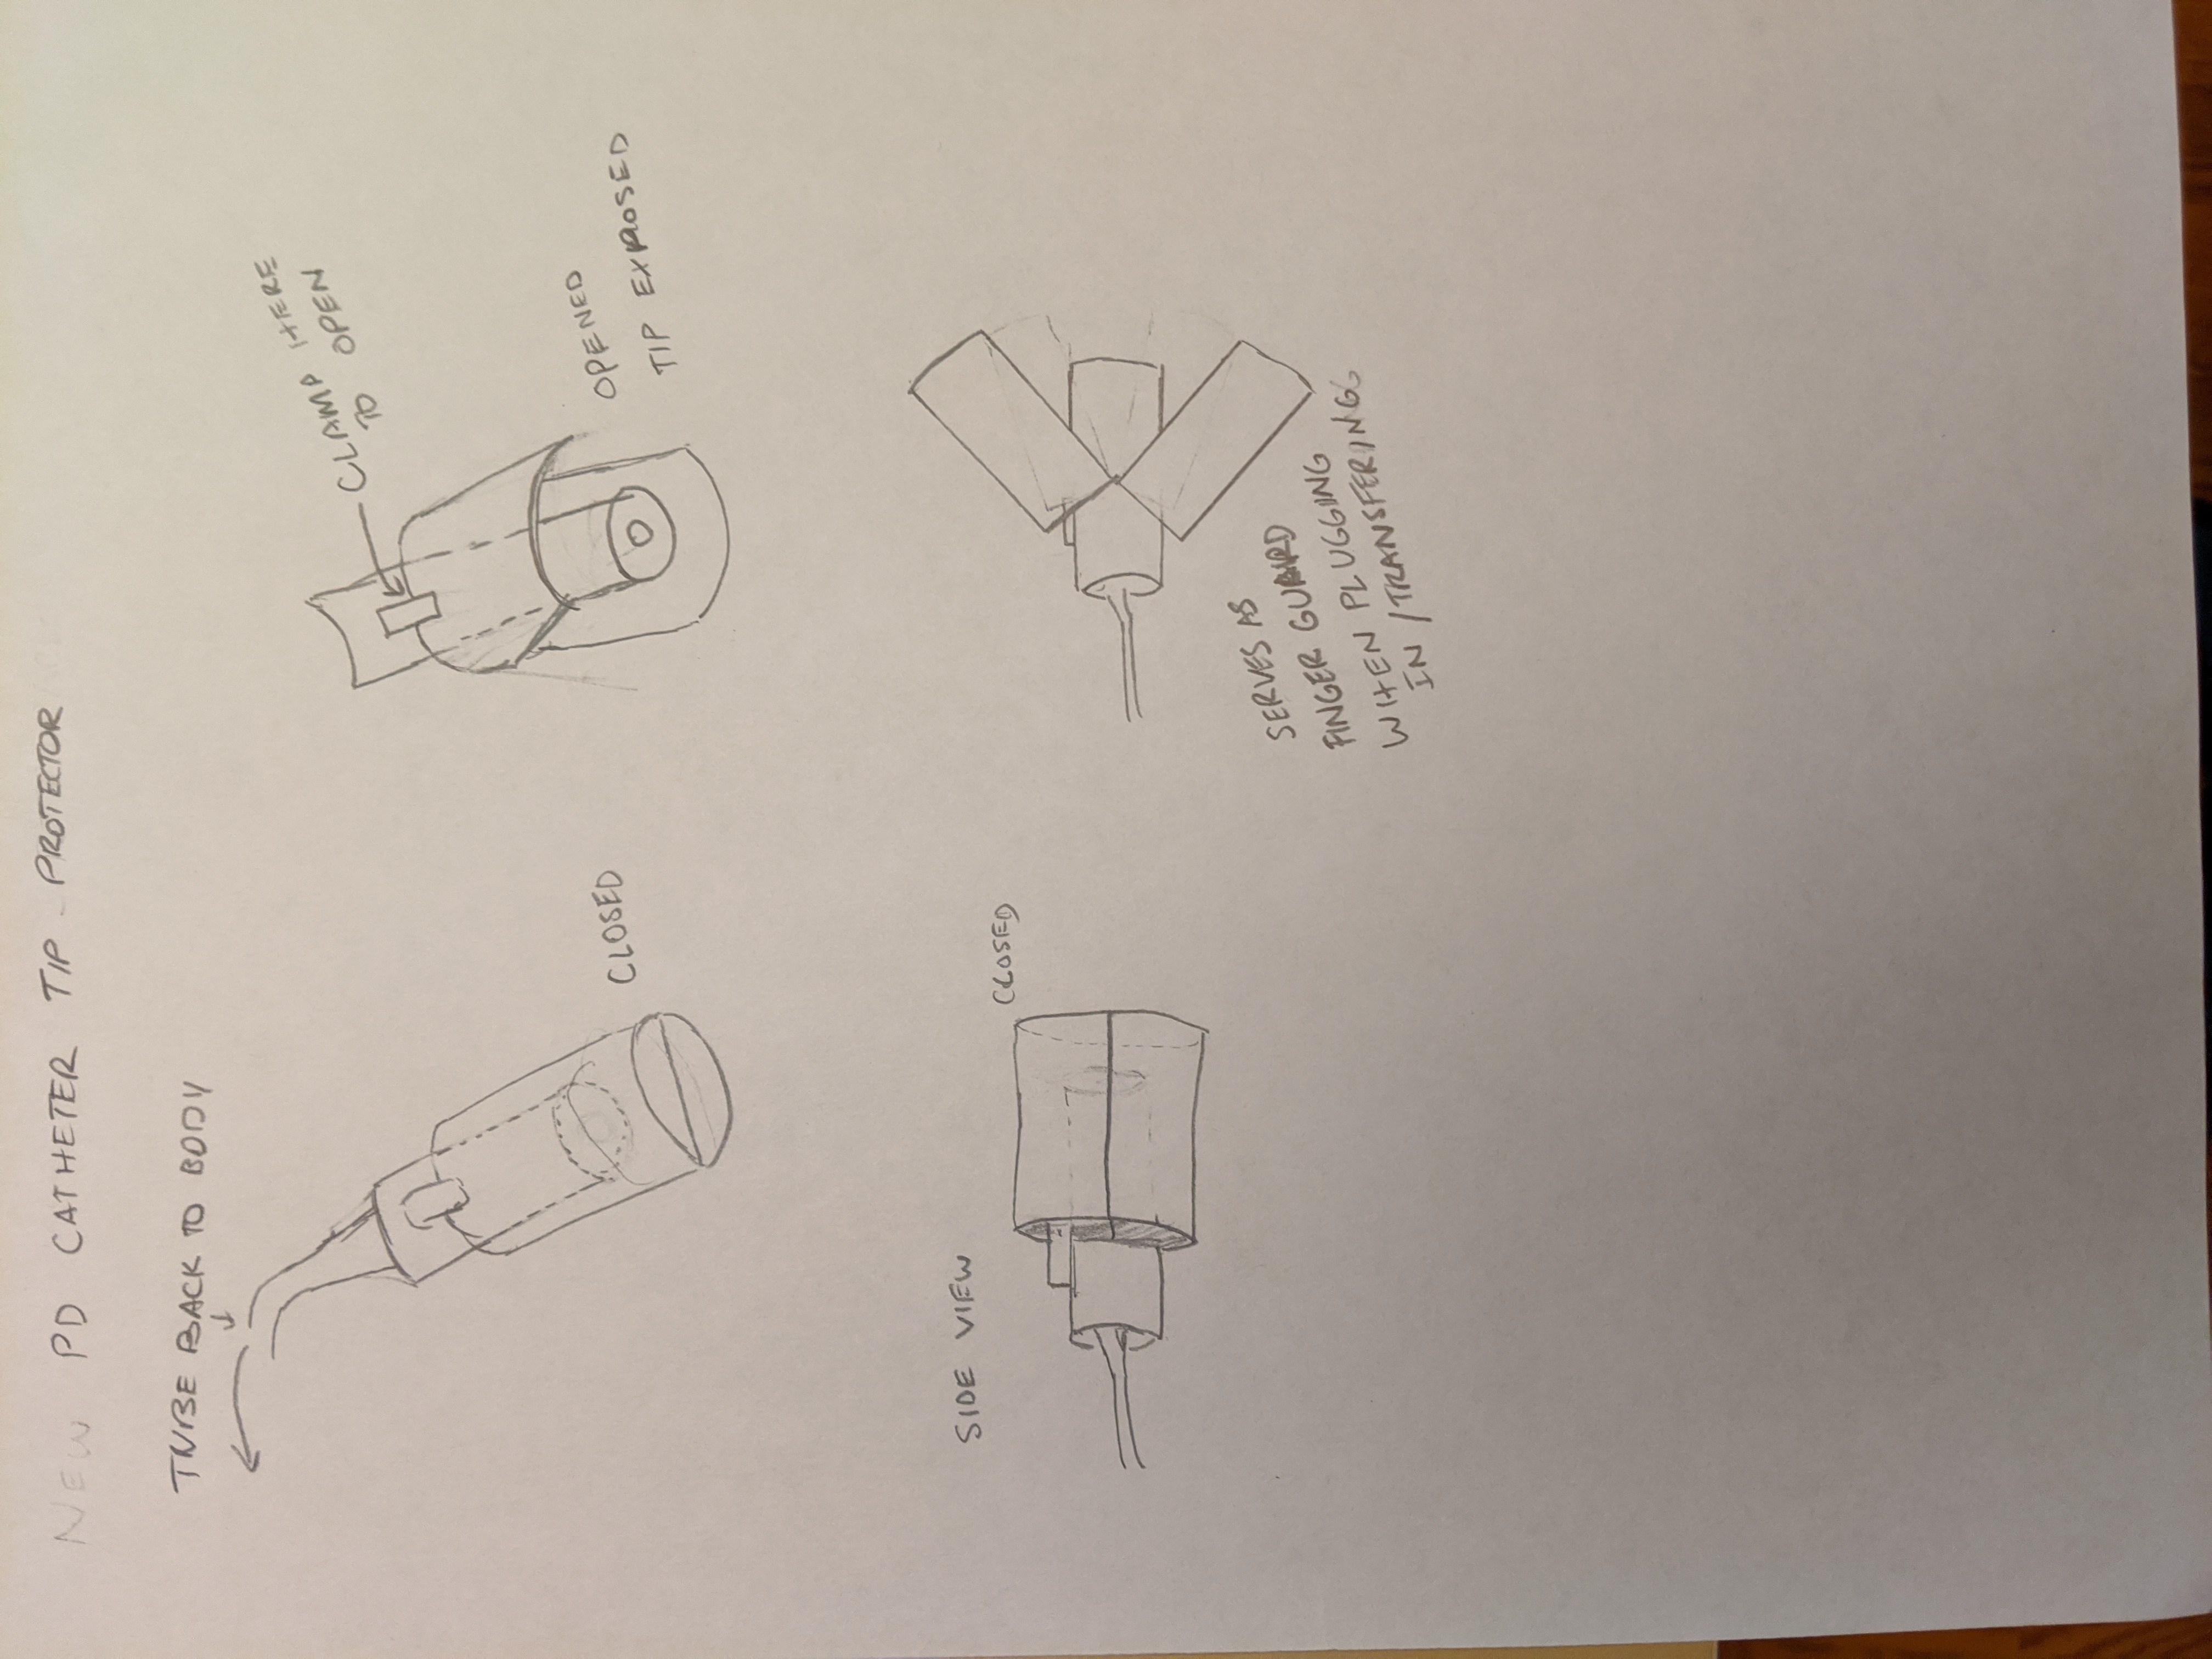 NEW PD CATHETER TIP PROTECTOR
TUBE BACK TO BODY
CLAMP HERE
TO OPEN
CLOSED
OPENED
TIP EXPOSED
SIDE VIEW
CLOSED
SERVES AS
FINGER GUARD
WHEN PLUGGING
IN / TRANSFERING